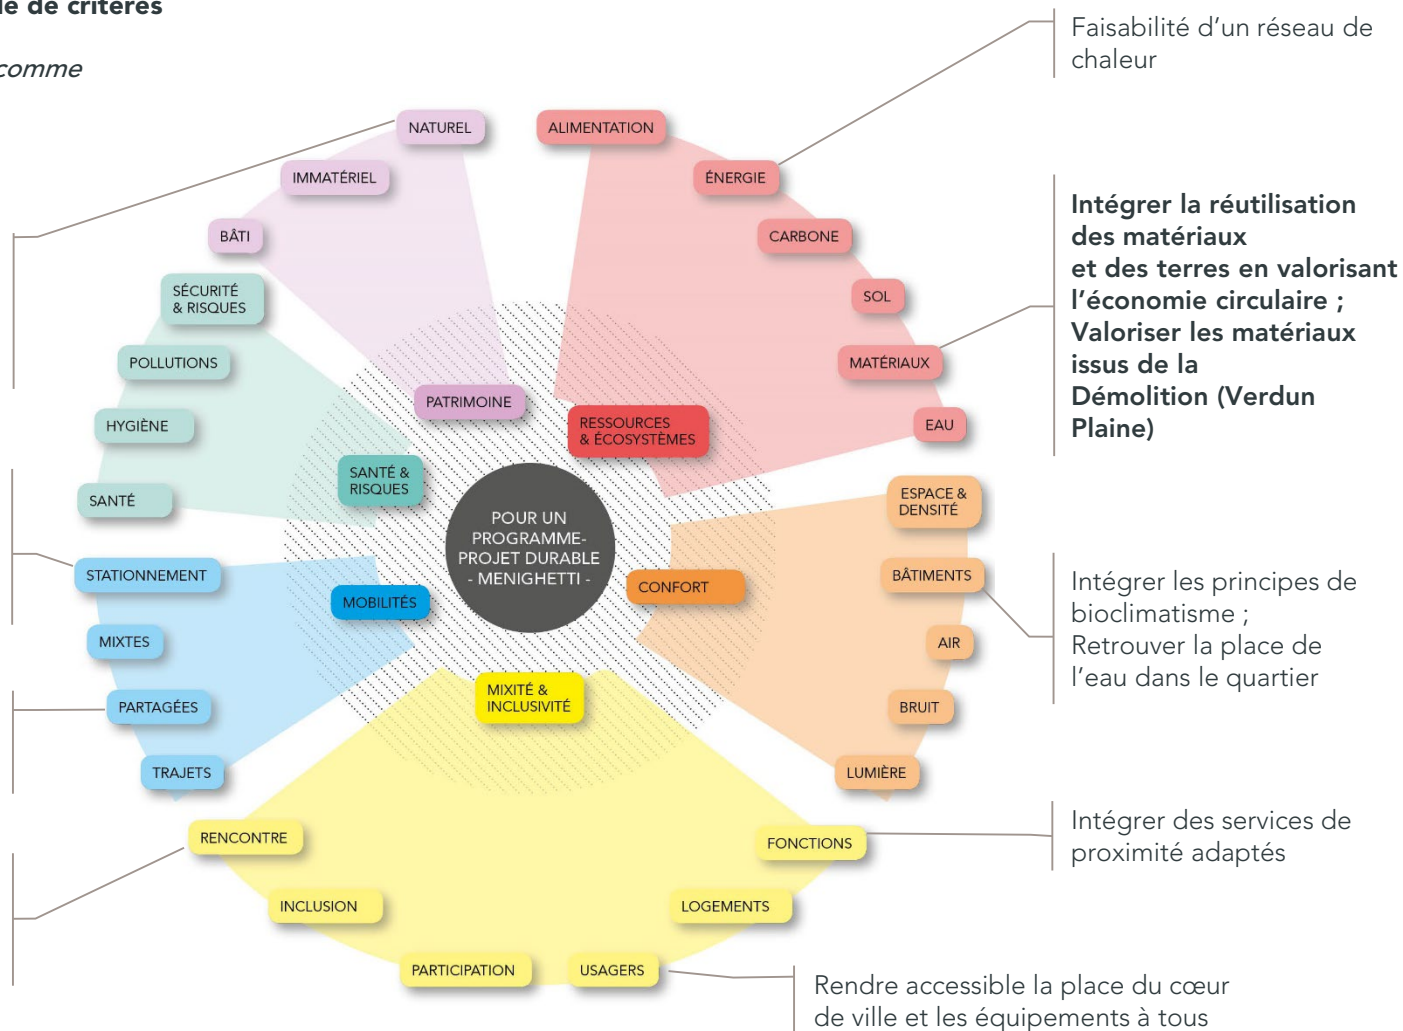 de critères
comme
Faisabilité d’un réseau de
chaleur
NATUREL
ALIMENTATION
IMMATÉRIEL
ÉNERGIE
BÂTI
CARBONE
Intégrer la réutilisation
des matériaux
et des terres en valorisant
l’économie circulaire ;
Valoriser les matériaux
issus de la
Démolition (Verdun
Plaine)
SÉCURITÉ
& RISQUES
SOL
POLLUTIONS
MATÉRIAUX
PATRIMOINE
RESSOURCES
& ÉCOSYSTÈMES
HYGIÈNE
EAU
SANTÉ &
RISQUES
SANTÉ
ESPACE &
DENSITÉ
POUR UN
PROGRAMME-
PROJET DURABLE
- MENIGHETTI -
STATIONNEMENT
MOBILITÉS
CONFORT
BÂTIMENTS
Intégrer les principes de
bioclimatisme ;
Retrouver la place de
l’eau dans le quartier
MIXTES
AIR
MIXITÉ &
INCLUSIVITÉ
PARTAGÉES
BRUIT
TRAJETS
LUMIÈRE
RENCONTRE
FONCTIONS
Intégrer des services de
proximité adaptés
INCLUSION
LOGEMENTS
PARTICIPATION
USAGERS
Rendre accessible la place du cœur
de ville et les équipements à tous